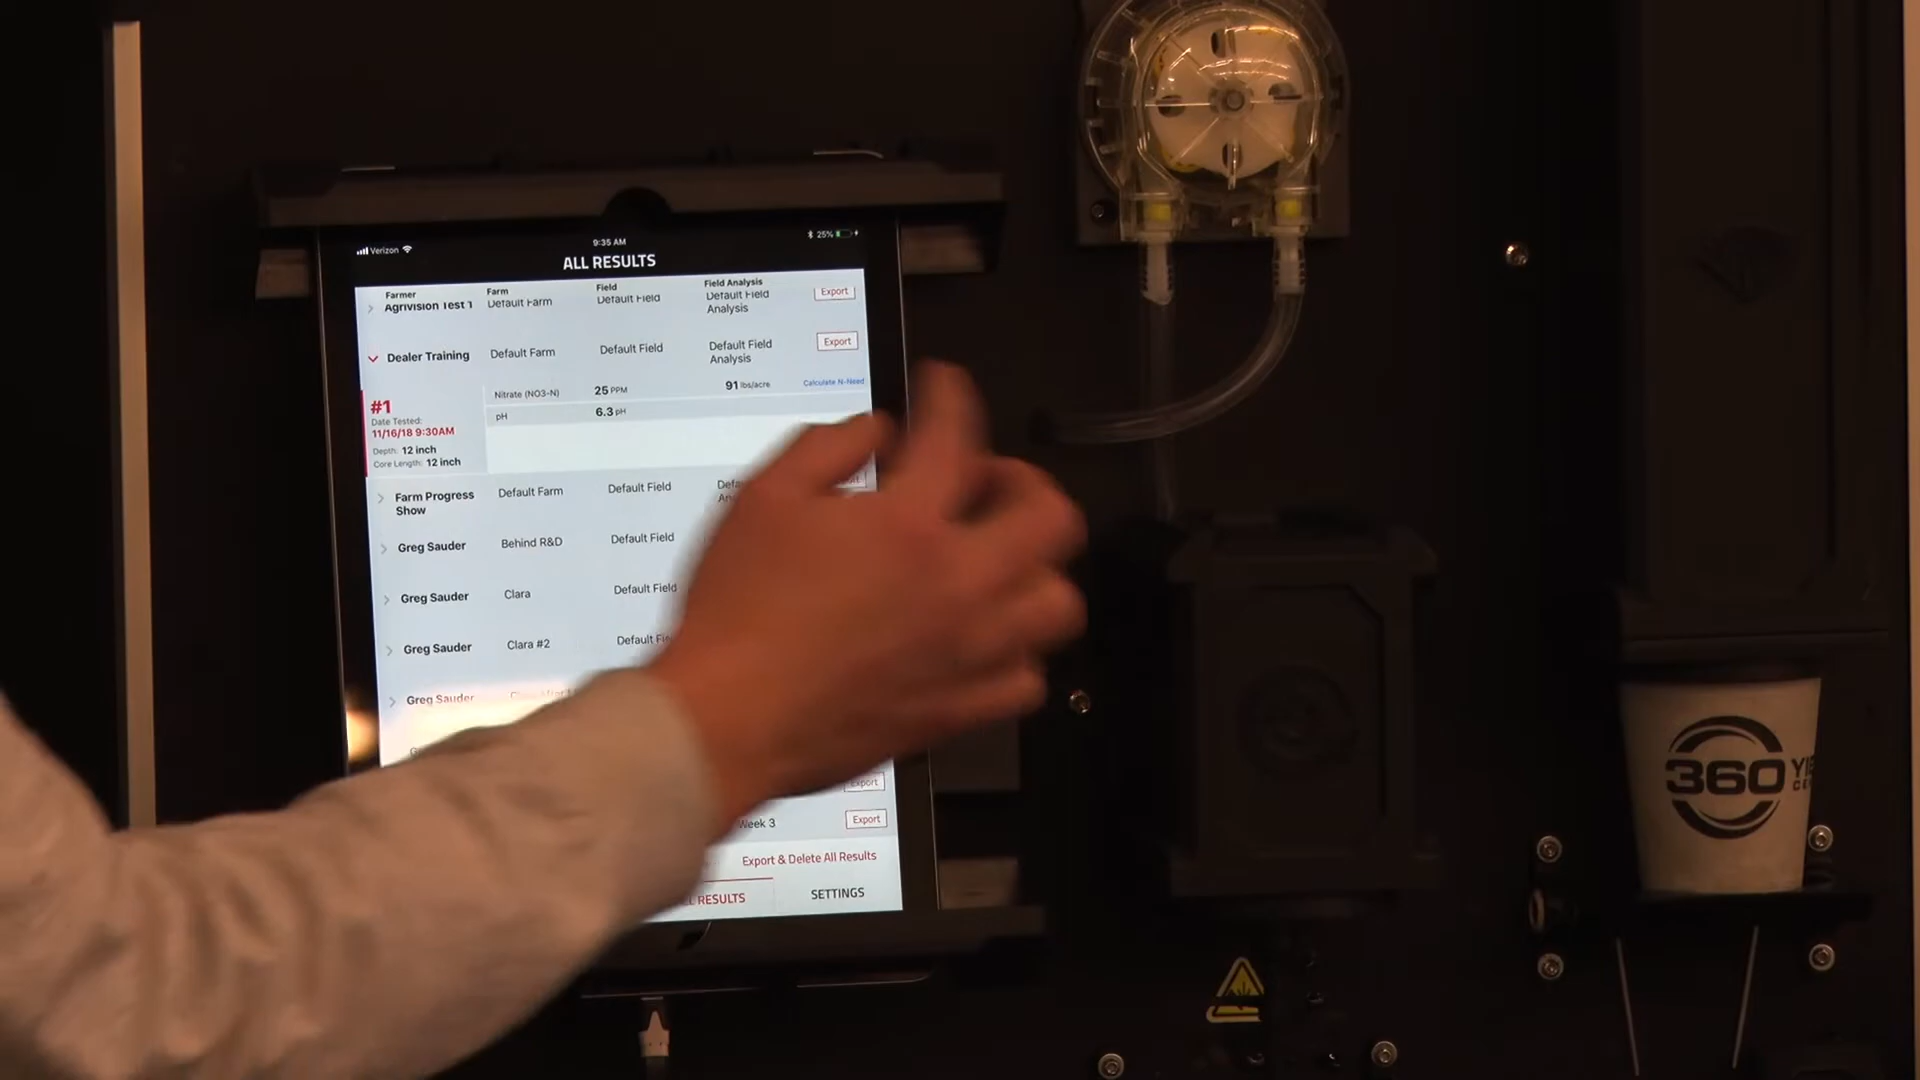 Verizon 9:35 AM 25%
ALL RESULTS
Farmer Farm Field Field Analysis
Agrivision Test 1 Default Farm Default Field Default Field Analysis Export
Dealer Training Default Farm Default Field Default Field Analysis Export
#1
Date Tested:
11/16/18 9:30AM
Depth: 12 inch
Core Length: 12 inch
Nitrate (NO3-N) 25 PPM 91 lbs/acre Calculate N-Need
pH 6.3 pH
Farm Progress Show Default Farm Default Field
Greg Sauder Behind R&D Default Field
Greg Sauder Clara Default Field
Greg Sauder Clara #2 Default
Greg Sauder
Export
Week 3 Export
Export & Delete All Results
RESULTS SETTINGS
360